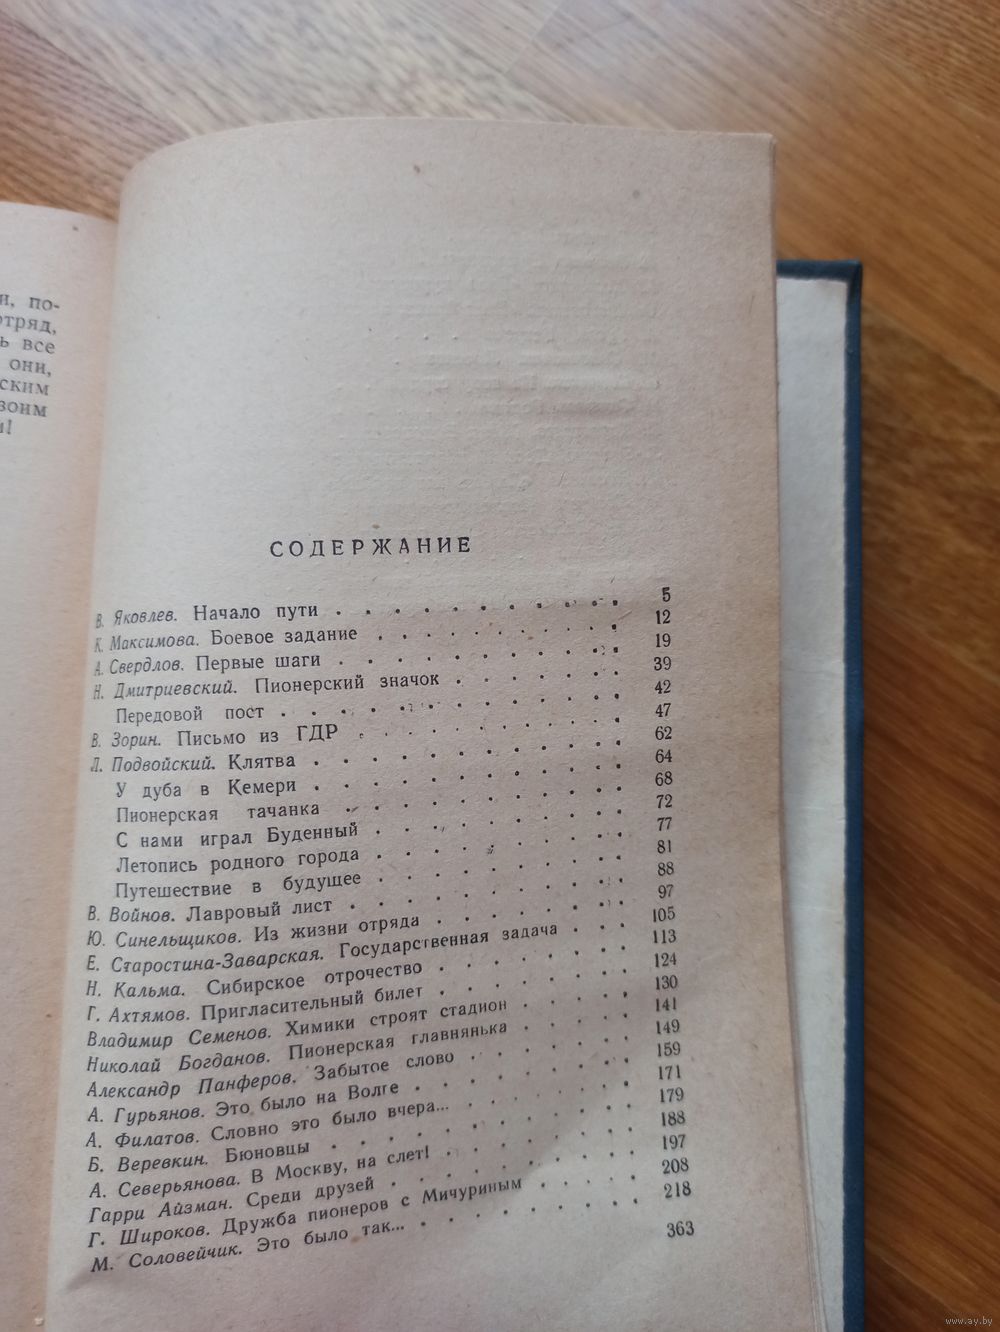 и, по-
отряд,
ь все
они,
ским
воим
и!
СОДЕРЖАНИЕ
В. Яковлев. Начало пути . . . . . . . . . . . 5
К. Максимова. Боевое задание . . . . . . . . . . 12
А. Свердлов. Первые шаги . . . . . . . . . . . 19
Н. Дмитриевский. Пионерский значок . . . . . . . 39
Передовой пост . . . . . . . . . . . . 42
В. Зорин. Письмо из ГДР . . . . . . . . . . 47
Л. Подвойский. Клятва . . . . . . . . . . . 62
У дуба в Кемери . . . . . . . . . . . 64
Пионерская тачанка . . . . . . . . . . 68
С нами играл Буденный . . . . . . . . . 72
Летопись родного города . . . . . . . . . 77
Путешествие в будущее . . . . . . . . . 81
В. Войнов. Лавровый лист . . . . . . . . . . 88
Ю. Синельщиков. Из жизни отряда . . . . . . . 97
Е. Старостина-Заварская. Государственная задача . . . 105
Н. Кальма. Сибирское отрочество . . . . . . . . 113
Г. Ахтямов. Пригласительный билет . . . . . . . 124
Владимир Семенов. Химики строят стадион . . . . 130
Николай Богданов. Пионерская главнянька . . . . 141
Александр Панферов. Забытое слово . . . . . . 149
А. Гурьянов. Это было на Волге . . . . . . . . 159
А. Филатов. Словно это было вчера... . . . . . . 171
Б. Веревкин. Бюновцы . . . . . . . . . . 179
А. Северьянова. В Москву, на слет! . . . . . . . 188
Гарри Айзман. Среди друзей . . . . . . . . . 197
Г. Широков. Дружба пионеров с Мичуриным . . . . 208
М. Соловейчик. Это было так... . . . . . . . . 218
363
www.ay.by